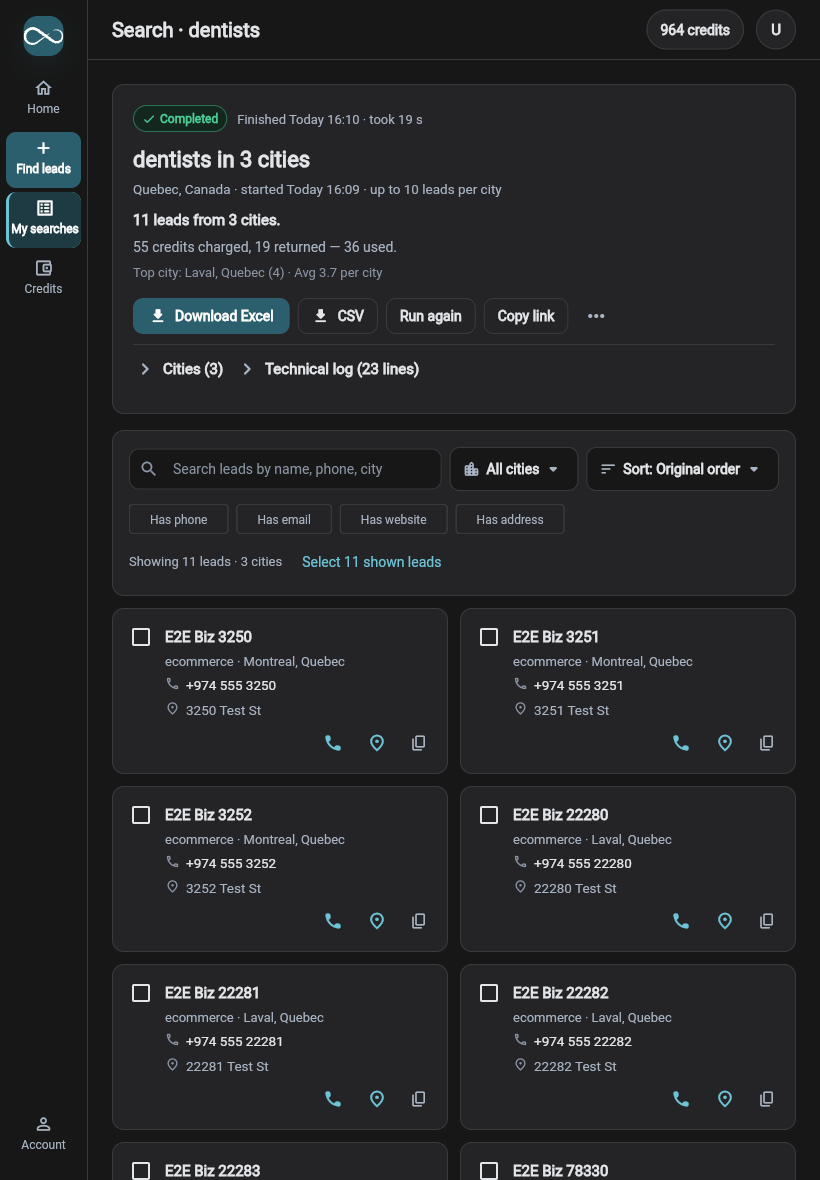 Search · dentists
964 credits
U
Home
Find leads
My searches
Credits
Account
Completed
Finished Today 16:10 · took 19 s
dentists in 3 cities
Quebec, Canada · started Today 16:09 · up to 10 leads per city
11 leads from 3 cities.
55 credits charged, 19 returned — 36 used.
Top city: Laval, Quebec (4) · Avg 3.7 per city
Download Excel
CSV
Run again
Copy link
Cities (3)
Technical log (23 lines)
Search leads by name, phone, city
All cities
Sort: Original order
Has phone
Has email
Has website
Has address
Showing 11 leads · 3 cities
Select 11 shown leads
E2E Biz 3250
ecommerce · Montreal, Quebec
+974 555 3250
3250 Test St
E2E Biz 3251
ecommerce · Montreal, Quebec
+974 555 3251
3251 Test St
E2E Biz 3252
ecommerce · Montreal, Quebec
+974 555 3252
3252 Test St
E2E Biz 22280
ecommerce · Laval, Quebec
+974 555 22280
22280 Test St
E2E Biz 22281
ecommerce · Laval, Quebec
+974 555 22281
22281 Test St
E2E Biz 22282
ecommerce · Laval, Quebec
+974 555 22282
22282 Test St
E2E Biz 22283
E2E Biz 78330